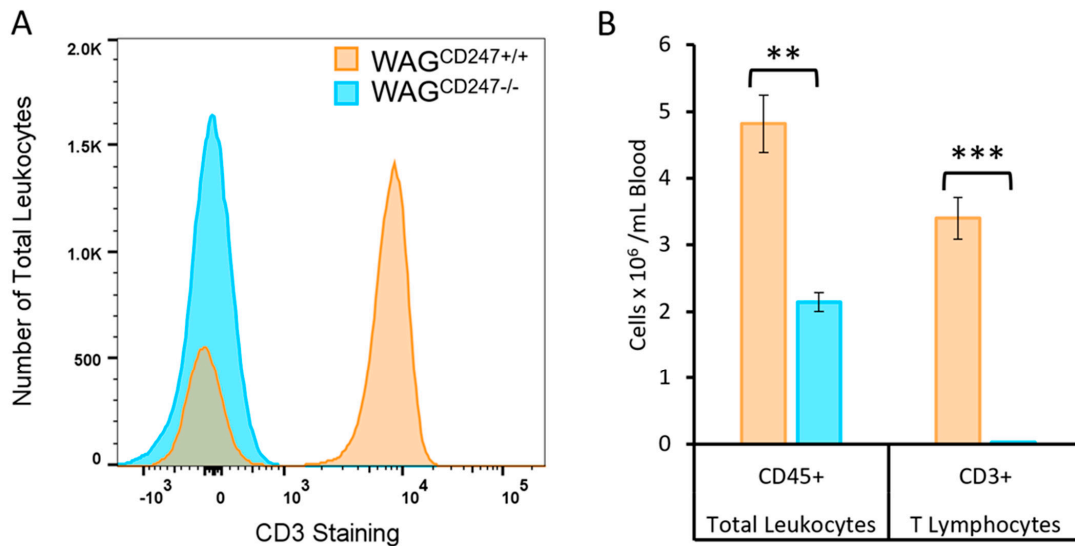 A
Number of Total Leukocytes
2.0K
1.5K
1.0K
500
0
WAG^CD247+/+
WAG^CD247-/-
-10^3 0 10^3 10^4 10^5
CD3 Staining
B
Cells x 10^6 /mL Blood
6
5
4
3
2
1
0
**
***
CD45+ CD3+
Total Leukocytes T Lymphocytes